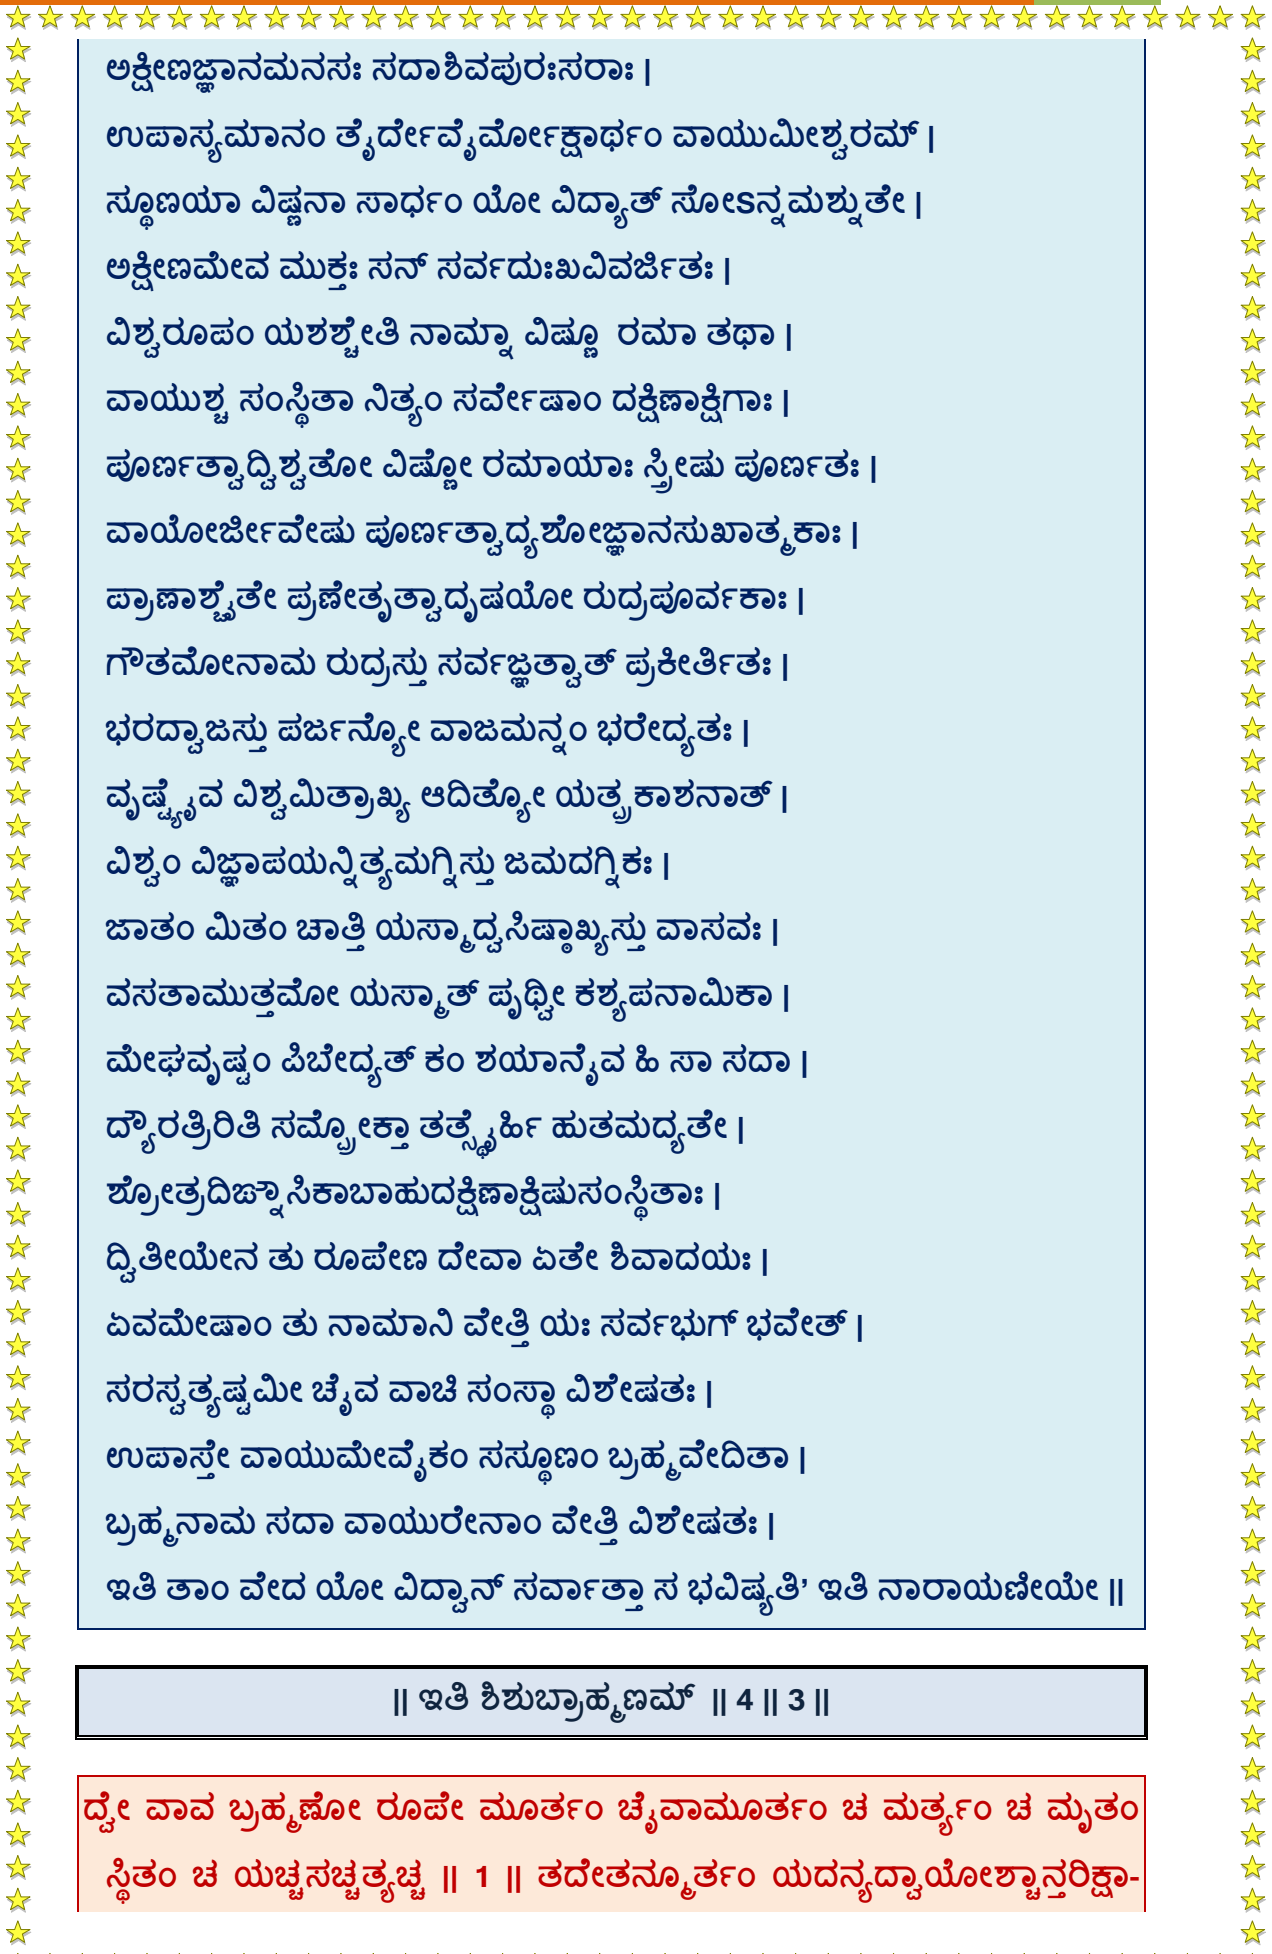 ಅಕ್ಷೀಣಜ್ಞಾನಮನಸಃ ಸದಾಶಿವಪುರಃಸರಾಃ |
ಉಪಾಸ್ಯಮಾನಂ ತೈರ್ದೇವೈರ್ಮೋಕ್ಷಾರ್ಥಂ ವಾಯುಮೀಶ್ವರಮ್ |
ಸ್ಥೂಣಯಾ ವಿಷ್ಣನಾ ಸಾರ್ಧಂ ಯೋ ವಿದ್ಯಾತ್ ಸೋSನ್ನಮಶ್ನುತೇ |
ಅಕ್ಷೀಣಮೇವ ಮುಕ್ತಃ ಸನ್ ಸರ್ವದುಃಖವಿವರ್ಜಿತಃ |
ವಿಶ್ವರೂಪಂ ಯಶಶ್ಚೇತಿ ನಾಮ್ನಾ ವಿಷ್ಣೂ ರಮಾ ತಥಾ |
ವಾಯುಶ್ಚ ಸಂಸ್ಥಿತಾ ನಿತ್ಯಂ ಸರ್ವೇಷಾಂ ದಕ್ಷಿಣಾಕ್ಷಿಗಾಃ |
ಪೂರ್ಣತ್ವಾದ್ವಿಶ್ವತೋ ವಿಷ್ಣೋ ರಮಾಯಾಃ ಸ್ತ್ರೀಷು ಪೂರ್ಣತಃ |
ವಾಯೋರ್ಜೀವೇಷು ಪೂರ್ಣತ್ವಾದ್ಯಶೋಜ್ಞಾನಸುಖಾತ್ಮಕಾಃ |
ಪ್ರಾಣಾಶ್ಚೈತೇ ಪ್ರಣೇತೃತ್ವಾದೃಷಯೋ ರುದ್ರಪೂರ್ವಕಾಃ |
ಗೌತಮೋನಾಮ ರುದ್ರಸ್ತು ಸರ್ವಜ್ಞತ್ವಾತ್ ಪ್ರಕೀರ್ತಿತಃ |
ಭರದ್ವಾಜಸ್ತು ಪರ್ಜನ್ಯೋ ವಾಜಮನ್ನಂ ಭರೇದ್ಯತಃ |
ವೃಷ್ಟ್ಯೈವ ವಿಶ್ವಮಿತ್ರಾಖ್ಯ ಆದಿತ್ಯೋ ಯತ್ಪ್ರಕಾಶನಾತ್ |
ವಿಶ್ವಂ ವಿಜ್ಞಾಪಯನ್ನಿತ್ಯಮಗ್ನಿಸ್ತು ಜಮದಗ್ನಿಕಃ |
ಜಾತಂ ಮಿತಂ ಚಾತ್ತಿ ಯಸ್ಮಾದ್ವಸಿಷ್ಠಾಖ್ಯಸ್ತು ವಾಸವಃ |
ವಸತಾಮುತ್ತಮೋ ಯಸ್ಮಾತ್ ಪೃಥ್ವೀ ಕಶ್ಯಪನಾಮಿಕಾ |
ಮೇಘವೃಷ್ಟಂ ಪಿಬೇದ್ಯತ್ ಕಂ ಶಯಾನೈವ ಹಿ ಸಾ ಸದಾ |
ದ್ಯೌರತ್ರಿರಿತಿ ಸಮ್ಪ್ರೋಕ್ತಾ ತತ್ಸ್ಥೈರ್ಹಿ ಹುತಮದ್ಯತೇ |
ಶ್ರೋತ್ರದಿಙ್ನಾಸಿಕಾಬಾಹುದಕ್ಷಿಣಾಕ್ಷಿಷುಸಂಸ್ಥಿತಾಃ |
ದ್ವಿತೀಯೇನ ತು ರೂಪೇಣ ದೇವಾ ಏತೇ ಶಿವಾದಯಃ |
ಏವಮೇಷಾಂ ತು ನಾಮಾನಿ ವೇತ್ತಿ ಯಃ ಸರ್ವಭುಗ್ ಭವೇತ್ |
ಸರಸ್ವತ್ಯಷ್ಟಮೀ ಚೈವ ವಾಚಿ ಸಂಸ್ಥಾ ವಿಶೇಷತಃ |
ಉಪಾಸ್ತೇ ವಾಯುಮೇವೈಕಂ ಸಸ್ಥೂಣಂ ಬ್ರಹ್ಮವೇದಿತಾ |
ಬ್ರಹ್ಮನಾಮ ಸದಾ ವಾಯುರೇನಾಂ ವೇತ್ತಿ ವಿಶೇಷತಃ |
ಇತಿ ತಾಂ ವೇದ ಯೋ ವಿದ್ವಾನ್ ಸರ್ವಾತ್ತಾ ಸ ಭವಿಷ್ಯತಿ’ ಇತಿ ನಾರಾಯಣೀಯೇ ||
|| ಇತಿ ಶಿಶುಬ್ರಾಹ್ಮಣಮ್ || 4 || 3 ||
ದ್ವೇ ವಾವ ಬ್ರಹ್ಮಣೋ ರೂಪೇ ಮೂರ್ತಂ ಚೈವಾಮೂರ್ತಂ ಚ ಮರ್ತ್ಯಂ ಚ ಮೃತಂ
ಸ್ಥಿತಂ ಚ ಯಚ್ಚಸಚ್ಚತ್ಯಚ್ಚ || 1 || ತದೇತನ್ಮೂರ್ತಂ ಯದನ್ಯದ್ವಾಯೋಶ್ಚಾನ್ತರಿಕ್ಷಾ-